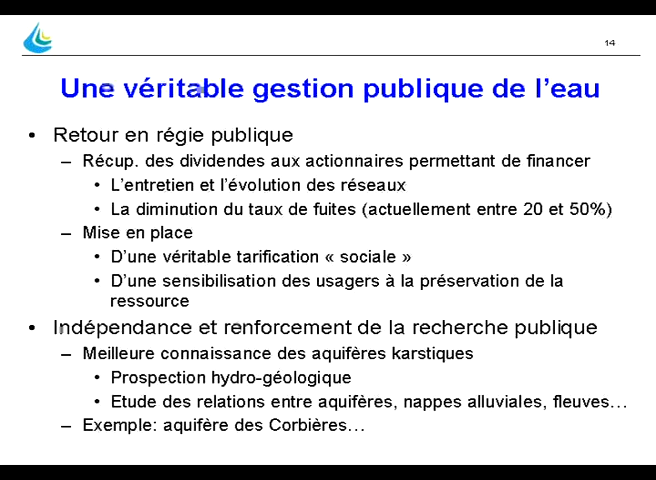 14
Une véritable gestion publique de l'eau
• Retour en régie publique
– Récup. des dividendes aux actionnaires permettant de financer
• L'entretien et l'évolution des réseaux
• La diminution du taux de fuites (actuellement entre 20 et 50%)
– Mise en place
• D'une véritable tarification « sociale »
• D'une sensibilisation des usagers à la préservation de la
ressource
• Indépendance et renforcement de la recherche publique
– Meilleure connaissance des aquifères karstiques
• Prospection hydro-géologique
• Etude des relations entre aquifères, nappes alluviales, fleuves…
– Exemple: aquifère des Corbières…